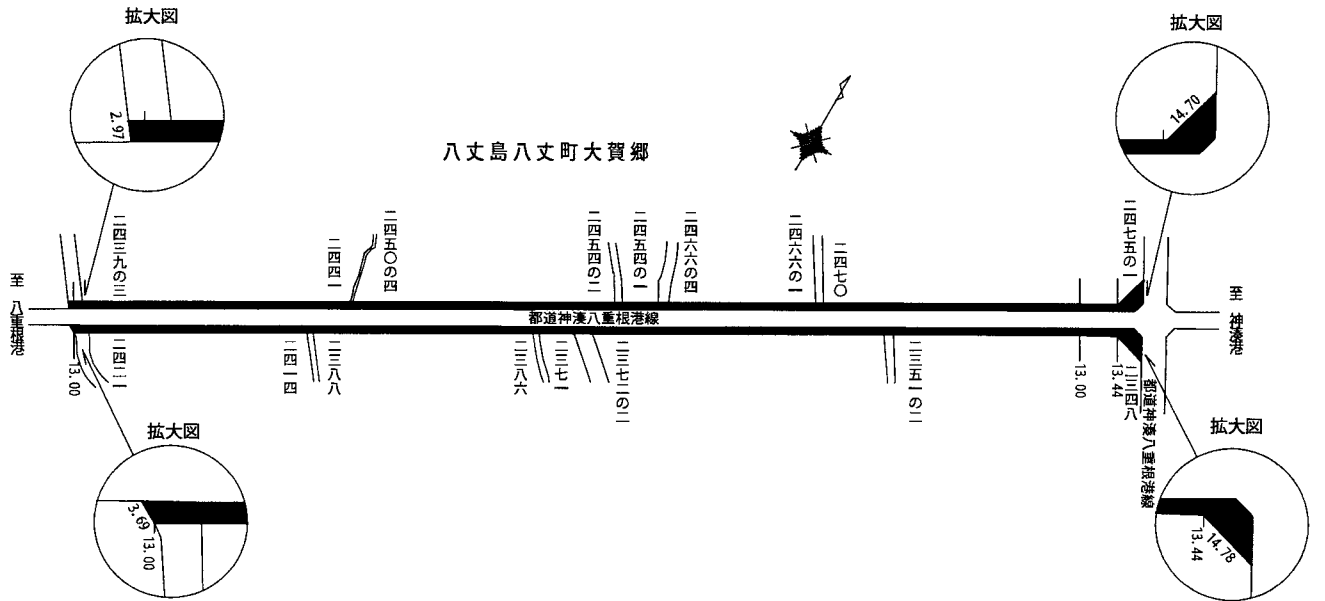 拡大図
2.97
拡大図
14.70
八丈島八丈町大賀郷
二四三九の三
二四四一
二四五〇の四
二四五四の二
二四五四の一
二四六六の四
二四六六の一
二四七〇
二四七五の一
至 八重根港
都道神湊八重根港線
至 神湊港
13.00
二四一一
二四一四
二三八八
二三八六
二三七一
二三七二の二
二三五一の二
13.00
13.44
二三四八
都道神湊八重根港線
拡大図
3.69
13.00
拡大図
13.44
14.78